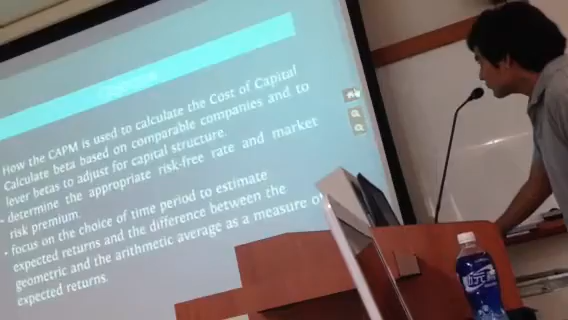 How the CAPM is used to calculate the Cost of Capital
Calculate beta based on comparable companies and to
lever betas to adjust for capital structure.
- determine the appropriate risk-free rate and market
risk premium.
• focus on the choice of time period to estimate
expected returns and the difference between the
geometric and the arithmetic average as a measure of
expected returns.